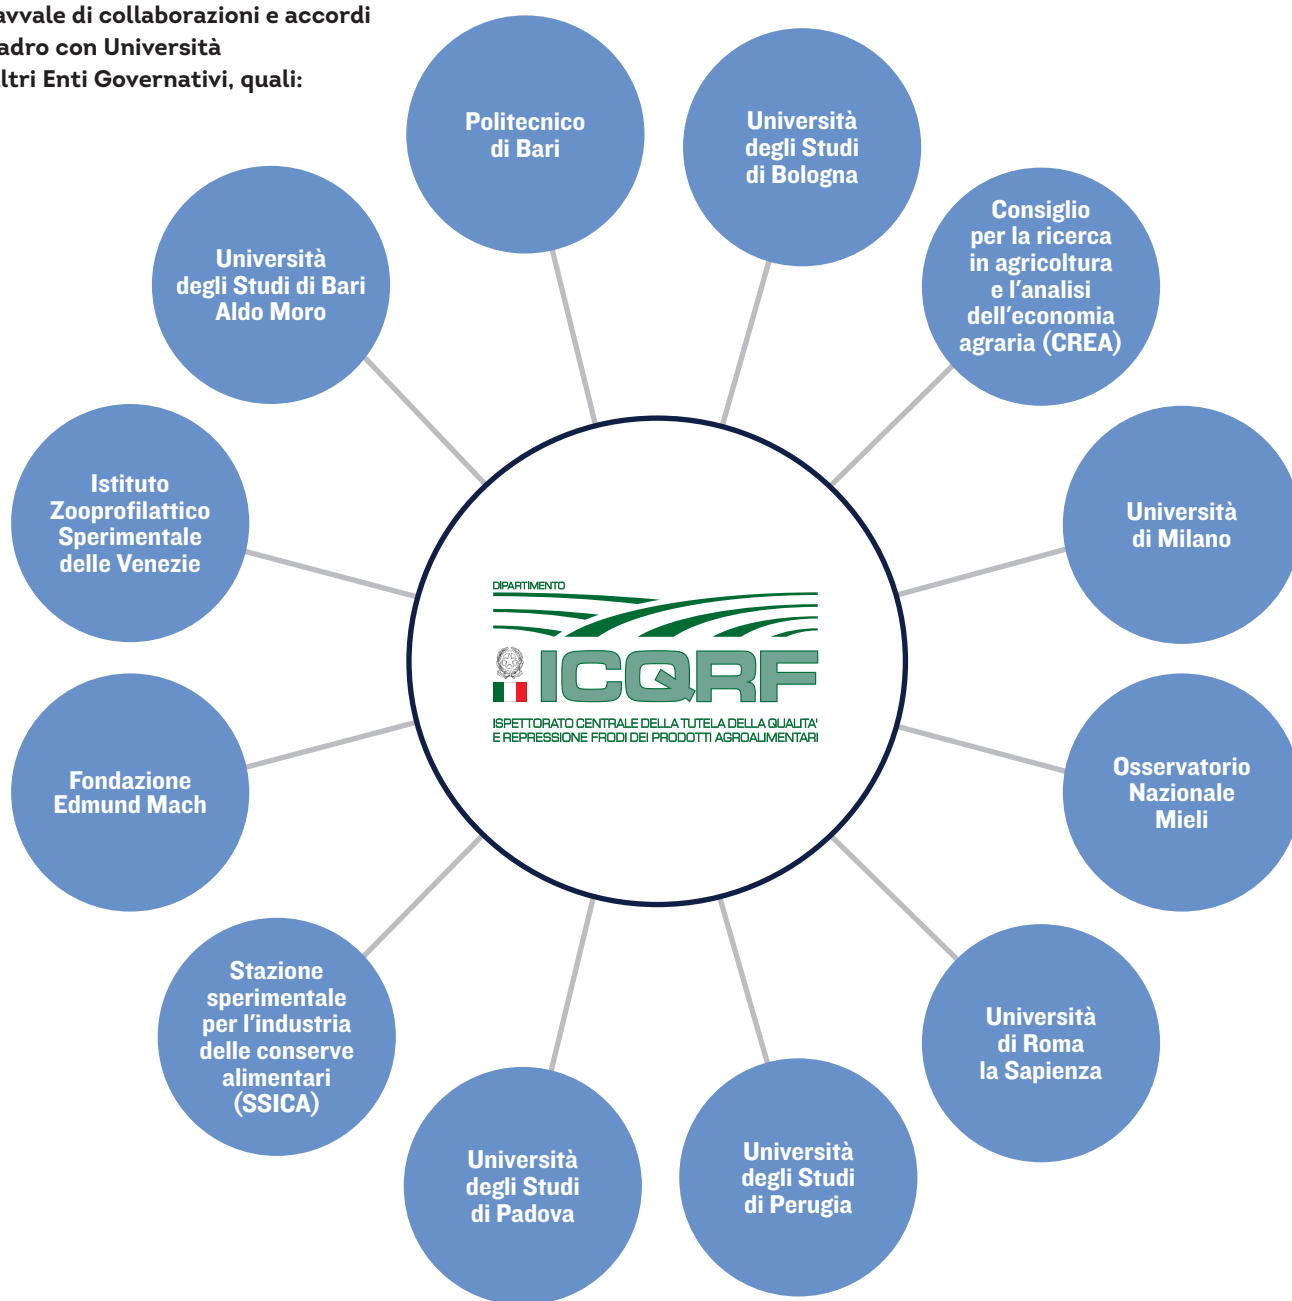 avvale di collaborazioni e accordi
adro con Università
ltri Enti Governativi, quali:
Politecnico
di Bari
Università
degli Studi
di Bologna
Consiglio
per la ricerca
in agricoltura
e l'analisi
dell'economia
agraria (CREA)
Università
degli Studi di Bari
Aldo Moro
Istituto
Zooprofilattico
Sperimentale
delle Venezie
Università
di Milano
DIPARTIMENTO
ICQRF
ISPETTORATO CENTRALE DELLA TUTELA DELLA QUALITA'
E REPRESSIONE FRODI DEI PRODOTTI AGROALIMENTARI
Fondazione
Edmund Mach
Osservatorio
Nazionale
Mieli
Stazione
sperimentale
per l'industria
delle conserve
alimentari
(SSICA)
Università
di Roma
la Sapienza
Università
degli Studi
di Padova
Università
degli Studi
di Perugia